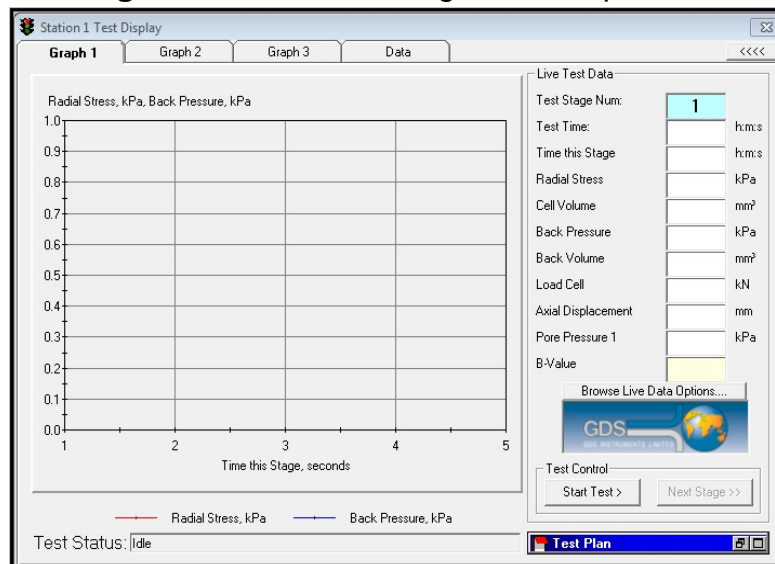 Station 1 Test Display
Graph 1 Graph 2 Graph 3 Data <<<<
Radial Stress, kPa, Back Pressure, kPa
1.0
0.9
0.8
0.7
0.6
0.5
0.4
0.3
0.2
0.1
0.0
1 2 3 4 5
Time this Stage, seconds
Radial Stress, kPa Back Pressure, kPa
Test Status: Idle
Live Test Data
Test Stage Num: 1
Test Time: h:m:s
Time this Stage h:m:s
Radial Stress kPa
Cell Volume mm³
Back Pressure kPa
Back Volume mm³
Load Cell kN
Axial Displacement mm
Pore Pressure 1 kPa
B-Value
Browse Live Data Options....
GDS
GDS INSTRUMENTS LIMITED
Test Control
Start Test > Next Stage >>
Test Plan